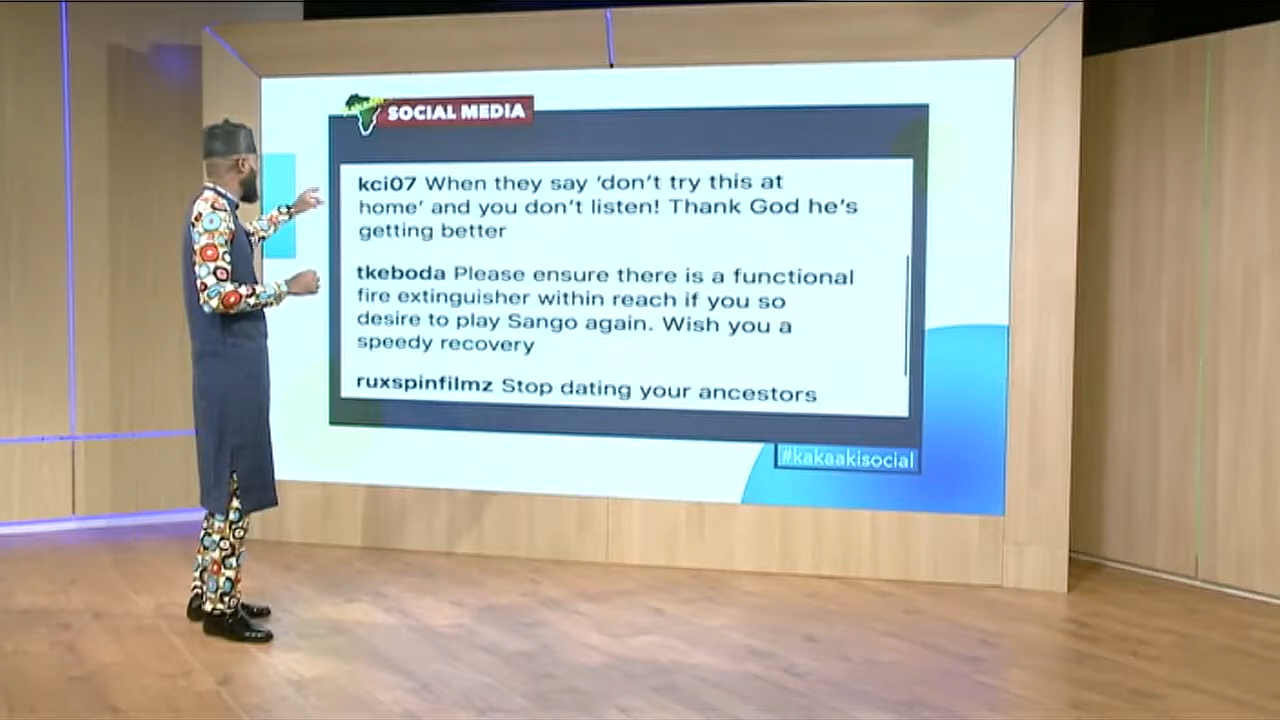 KAKAAKI
SOCIAL MEDIA
kci07 When they say ‘don’t try this at
home’ and you don’t listen! Thank God he’s
getting better
tkeboda Please ensure there is a functional
fire extinguisher within reach if you so
desire to play Sango again. Wish you a
speedy recovery
ruxspinfilmz Stop dating your ancestors
#kakaakisocial